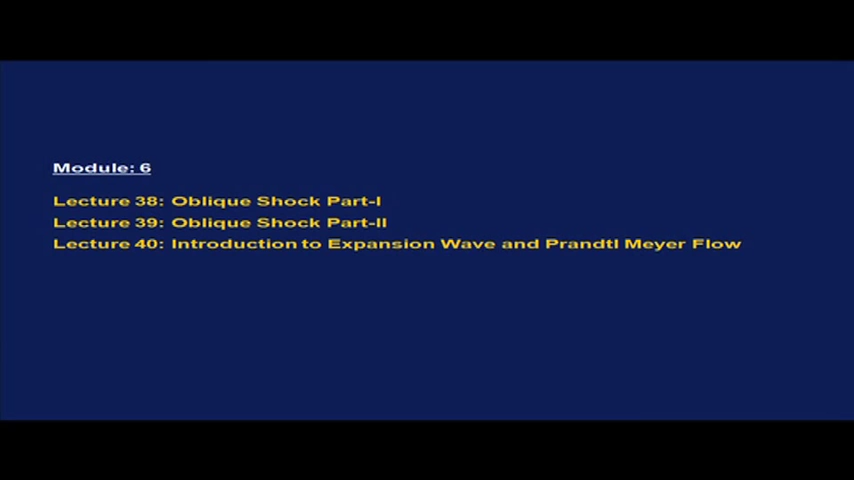 Module: 6
Lecture 38: Oblique Shock Part-I
Lecture 39: Oblique Shock Part-II
Lecture 40: Introduction to Expansion Wave and Prandtl Meyer Flow